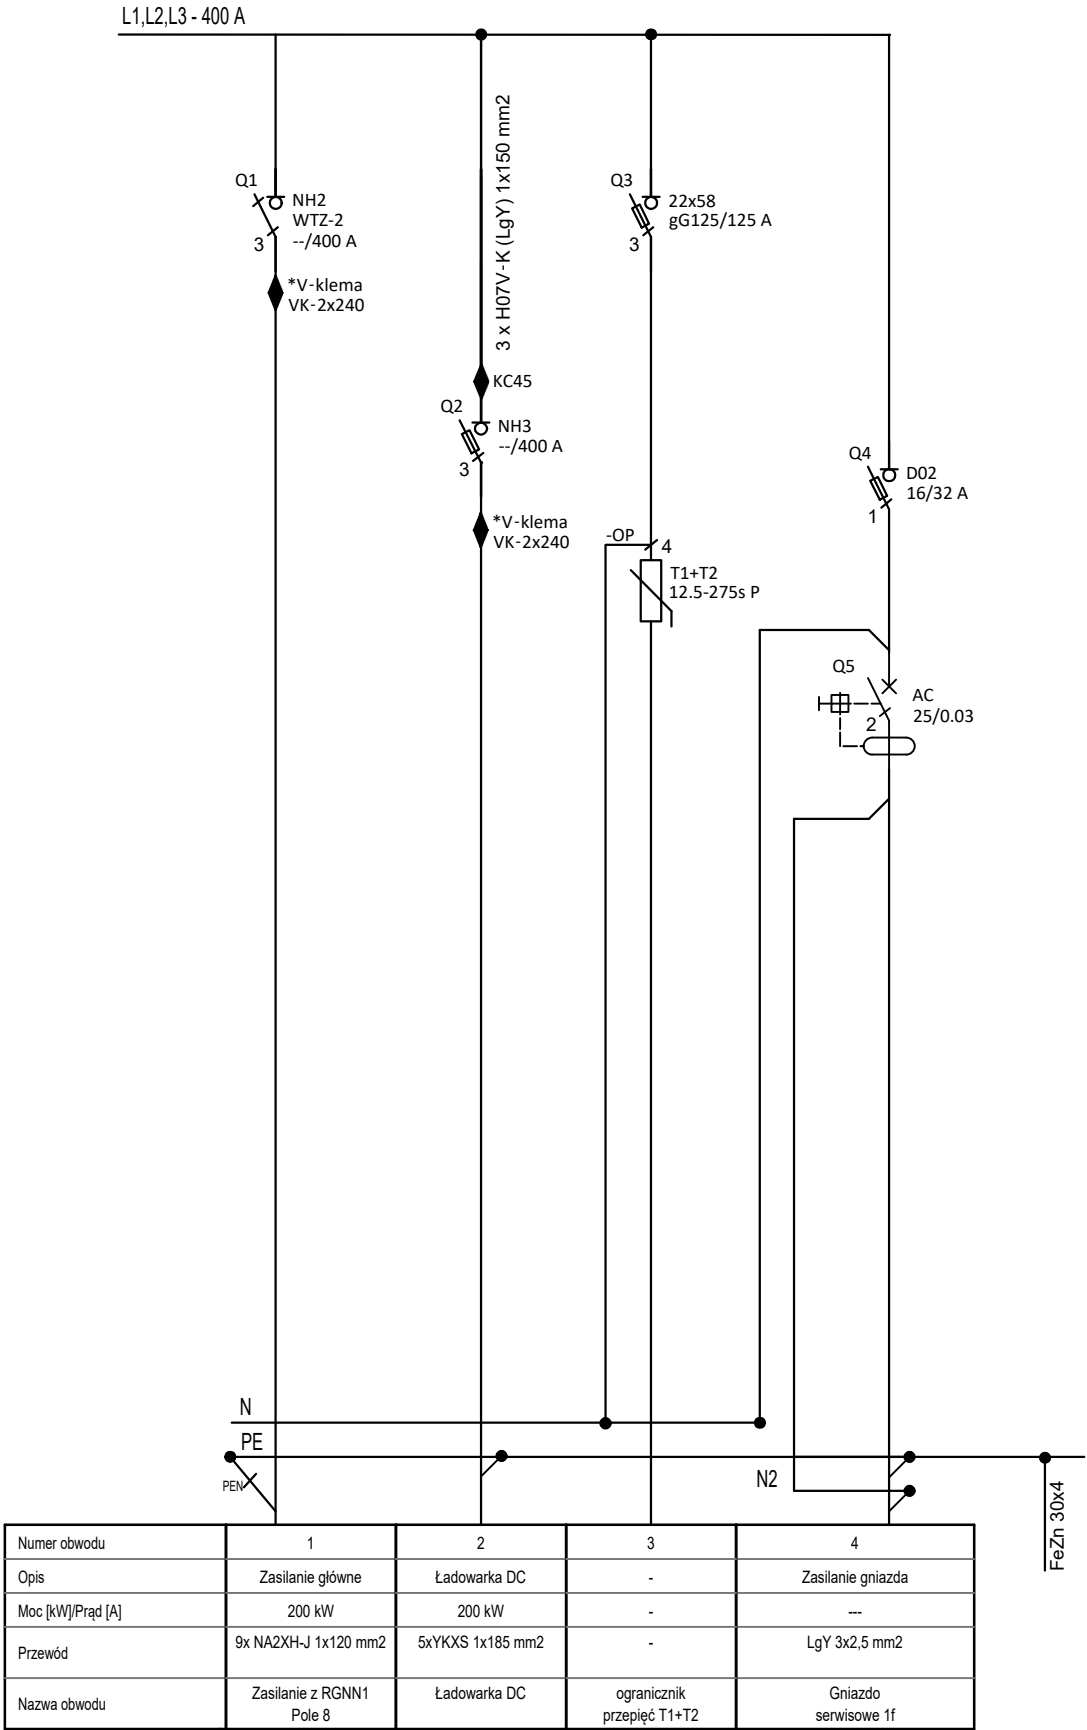 L1,L2,L3 - 400 A
3 x H07V-K (LgY) 1x150 mm2
Q1
NH2
WTZ-2
--/400 A
3
*V-klema
VK-2x240
Q3
22x58
gG125/125 A
3
KC45
Q2
NH3
--/400 A
3
*V-klema
VK-2x240
Q4
D02
16/32 A
1
-OP
4
T1+T2
12.5-275s P
Q5
AC
25/0.03
2
N
PE
PEN
N2
FeZn 30x4
Numer obwodu 1 2 3 4
Opis Zasilanie główne Ładowarka DC - Zasilanie gniazda
Moc [kW]/Prąd [A] 200 kW 200 kW - ---
Przewód 9x NA2XH-J 1x120 mm2 5xYKXS 1x185 mm2 - LgY 3x2,5 mm2
Nazwa obwodu Zasilanie z RGNN1 Pole 8 Ładowarka DC ogranicznik przepięć T1+T2 Gniazdo serwisowe 1f